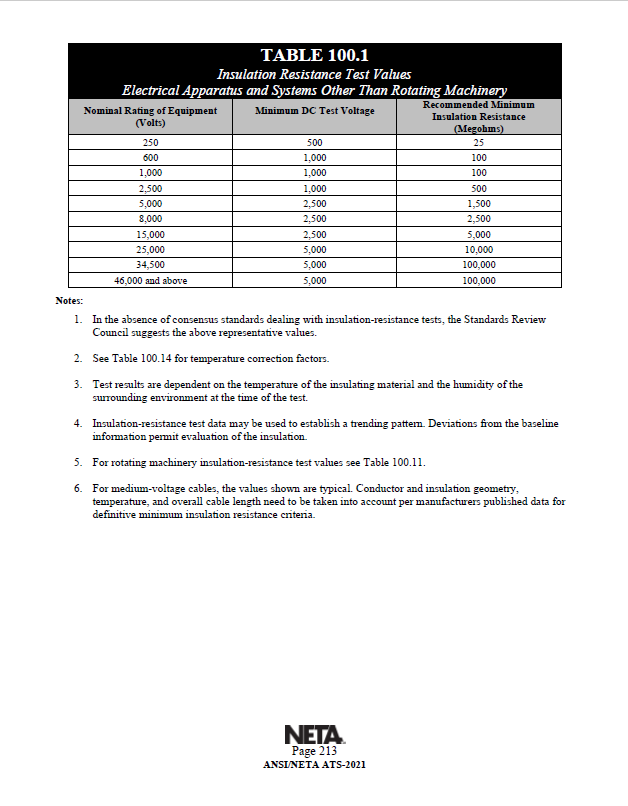 TABLE 100.1
Insulation Resistance Test Values
Electrical Apparatus and Systems Other Than Rotating Machinery
Nominal Rating of Equipment (Volts) Minimum DC Test Voltage Recommended Minimum Insulation Resistance (Megohms)
250 500 25
600 1,000 100
1,000 1,000 100
2,500 1,000 500
5,000 2,500 1,500
8,000 2,500 2,500
15,000 2,500 5,000
25,000 5,000 10,000
34,500 5,000 100,000
46,000 and above 5,000 100,000
Notes:
1. In the absence of consensus standards dealing with insulation-resistance tests, the Standards Review
Council suggests the above representative values.
2. See Table 100.14 for temperature correction factors.
3. Test results are dependent on the temperature of the insulating material and the humidity of the
surrounding environment at the time of the test.
4. Insulation-resistance test data may be used to establish a trending pattern. Deviations from the baseline
information permit evaluation of the insulation.
5. For rotating machinery insulation-resistance test values see Table 100.11.
6. For medium-voltage cables, the values shown are typical. Conductor and insulation geometry,
temperature, and overall cable length need to be taken into account per manufacturers published data for
definitive minimum insulation resistance criteria.
NETA
Page 213
ANSI/NETA ATS-2021